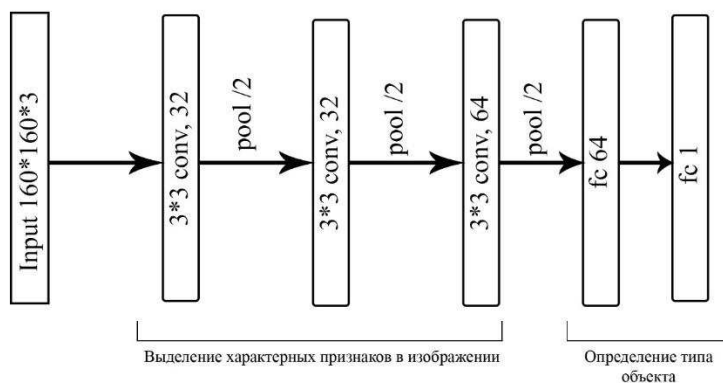 Input 160*160*3
3*3 conv, 32
pool /2
3*3 conv, 32
pool /2
3*3 conv, 64
pool /2
fc 64
fc 1
Выделение характерных признаков в изображении
Определение типа
объекта